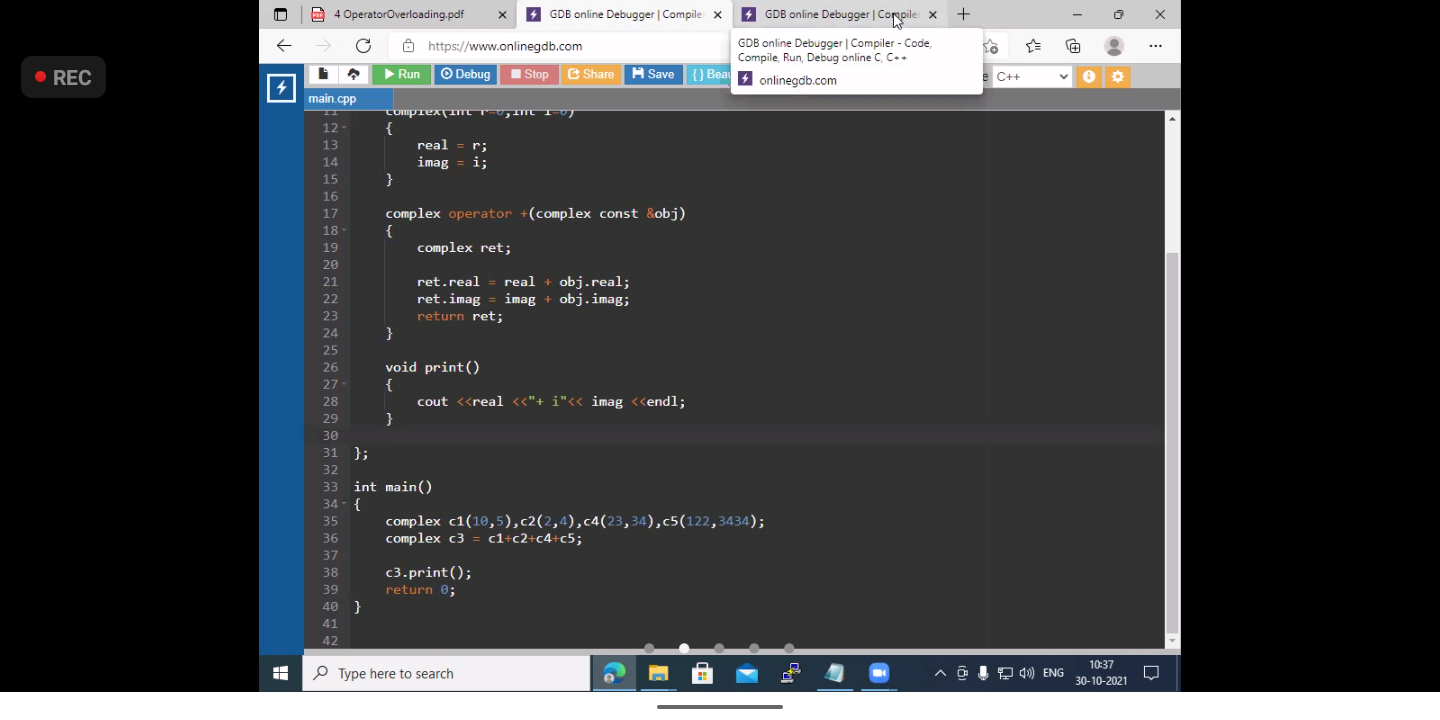 4 OperatorOverloading.pdf
GDB online Debugger | Compiler
GDB online Debugger | Compiler
REC
https://www.onlinegdb.com
GDB online Debugger | Compiler - Code,
Compile, Run, Debug online C, C++
onlinegdb.com
Run
Debug
Stop
Share
Save
{ } Beau
e C++
main.cpp
11 complex(int r=0,int i=0)
12 {
13 real = r;
14 imag = i;
15 }
16
17 complex operator +(complex const &obj)
18 {
19 complex ret;
20
21 ret.real = real + obj.real;
22 ret.imag = imag + obj.imag;
23 return ret;
24 }
25
26 void print()
27 {
28 cout <<real <<"+ i"<< imag <<endl;
29 }
30
31 };
32
33 int main()
34 {
35 complex c1(10,5),c2(2,4),c4(23,34),c5(122,3434);
36 complex c3 = c1+c2+c4+c5;
37
38 c3.print();
39 return 0;
40 }
41
42
Type here to search
ENG
10:37
30-10-2021